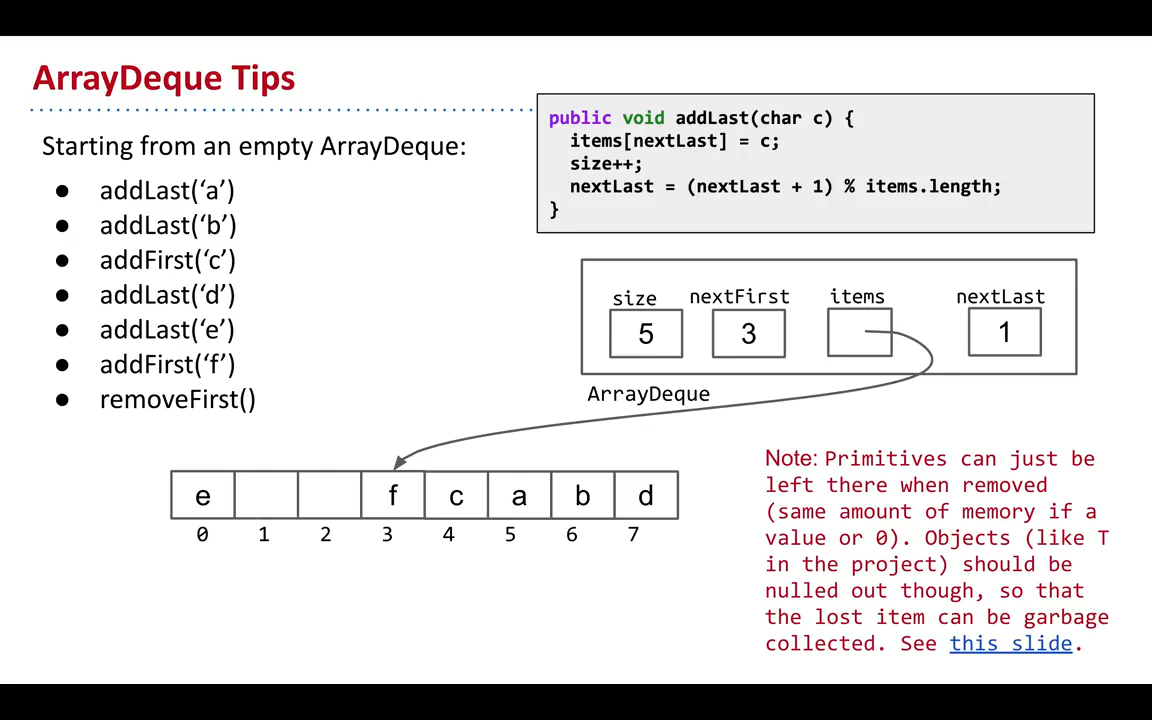 ArrayDeque Tips
Starting from an empty ArrayDeque:
● addLast(‘a’)
● addLast(‘b’)
● addFirst(‘c’)
● addLast(‘d’)
● addLast(‘e’)
● addFirst(‘f’)
● removeFirst()
public void addLast(char c) {
items[nextLast] = c;
size++;
nextLast = (nextLast + 1) % items.length;
}
size nextFirst items nextLast
5 3 1
ArrayDeque
e f c a b d
0 1 2 3 4 5 6 7
Note: Primitives can just be
left there when removed
(same amount of memory if a
value or 0). Objects (like T
in the project) should be
nulled out though, so that
the lost item can be garbage
collected. See this slide.